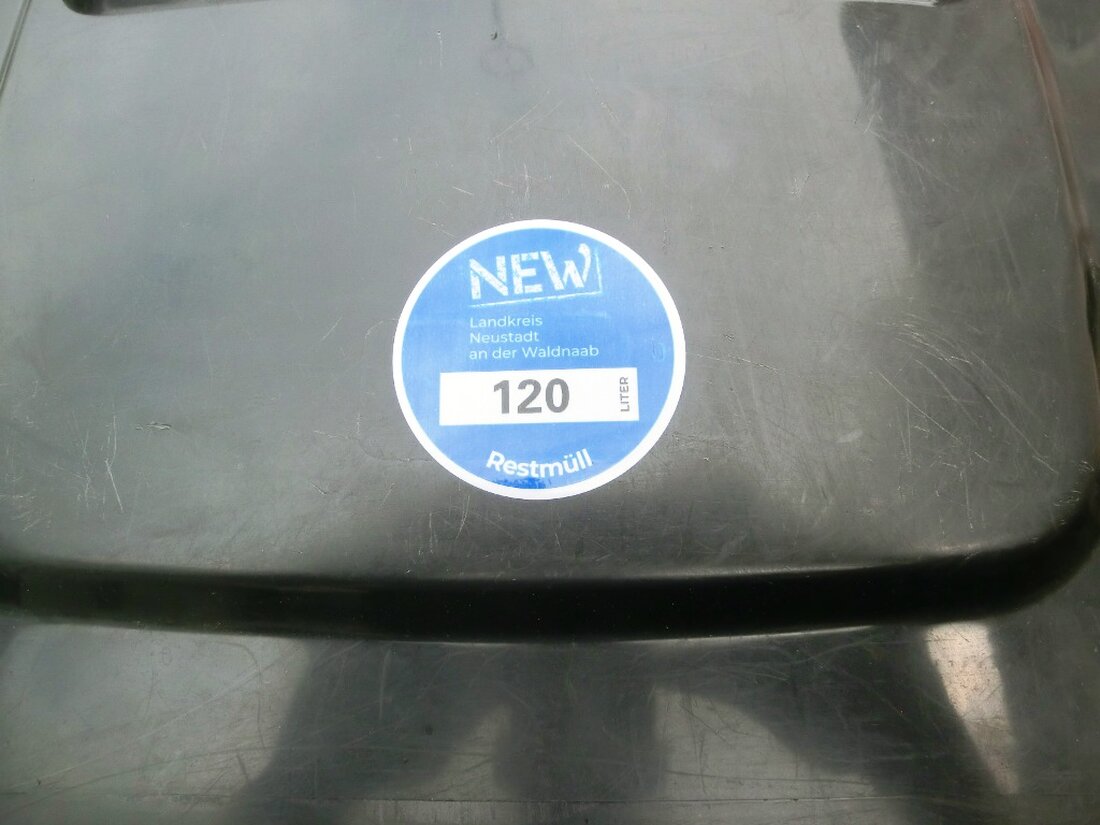 NEW
Landkreis
Neustadt
an der Waldnaab
120
LITER
Restmüll